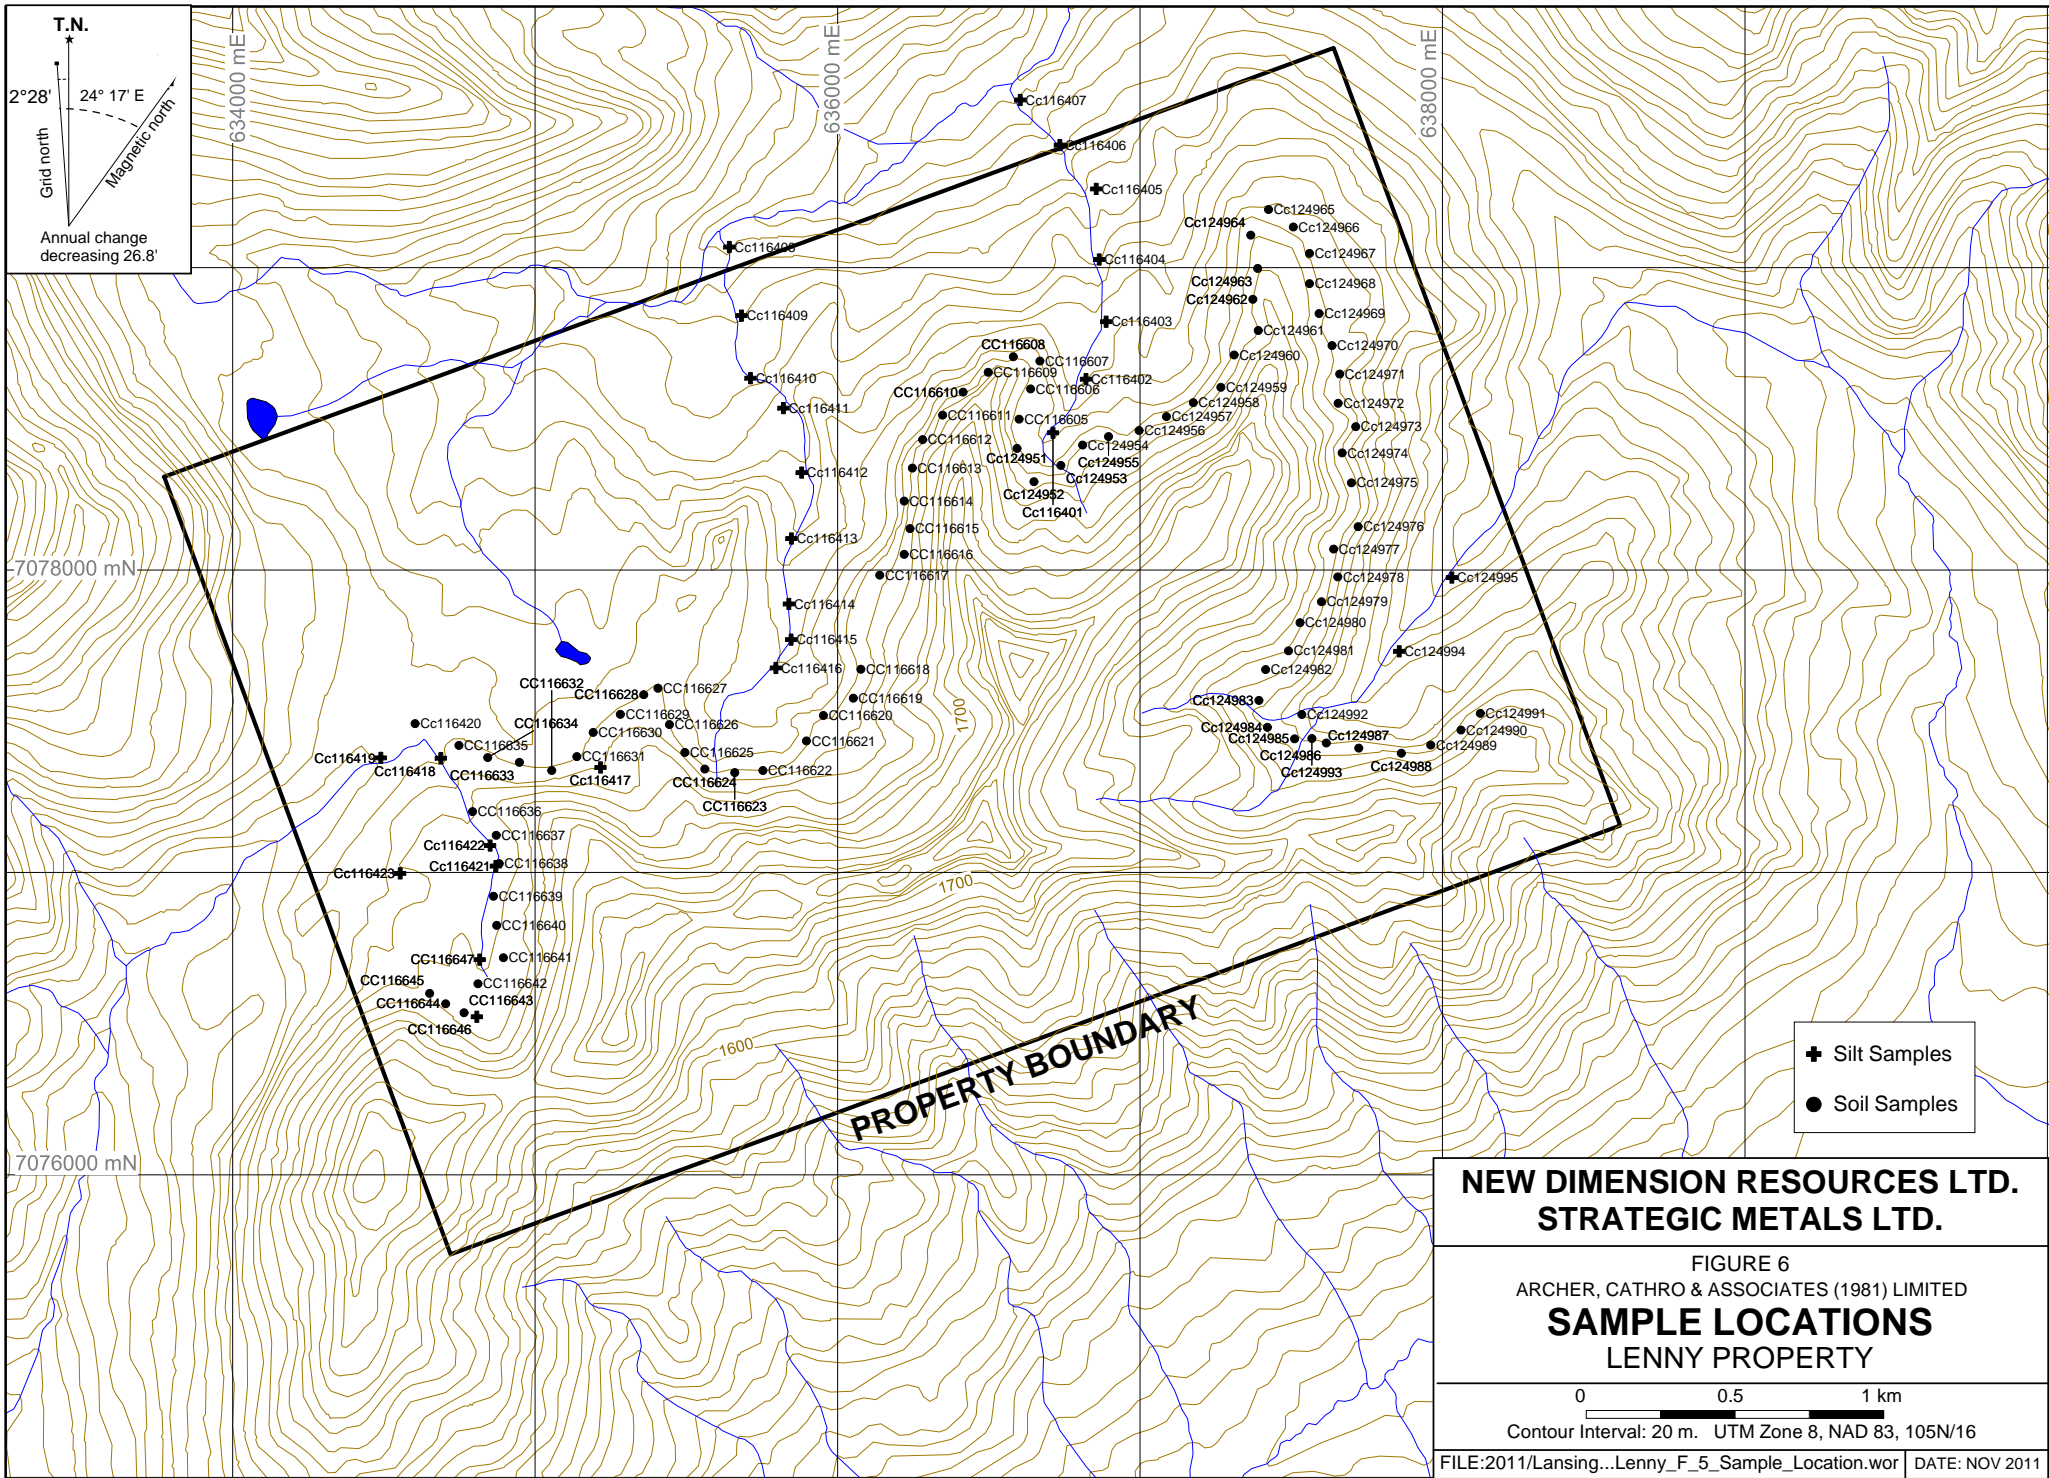 T.N.
2°28'
24° 17' E
Grid north
Magnetic north
Annual change
decreasing 26.8'
634000 mE
636000 mE
638000 mE
7078000 mN
7076000 mN
Cc116407
Cc116406
Cc116405
Cc116404
Cc116403
Cc116402
Cc116401
Cc116408
Cc116409
Cc116410
Cc116411
Cc116412
Cc116413
Cc116414
Cc116415
Cc116416
Cc124964
Cc124965
Cc124966
Cc124967
Cc124963
Cc124968
Cc124962
Cc124969
Cc124961
Cc124970
Cc124960
Cc124971
Cc124959
Cc124972
Cc124958
Cc124957
Cc124973
Cc124956
Cc124974
Cc124954
Cc124955
Cc124953
Cc124951
Cc124952
Cc124975
Cc124976
Cc124977
Cc124978
Cc124979
Cc124980
Cc124981
Cc124982
Cc124983
Cc124984
Cc124985
Cc124986
Cc124993
Cc124992
Cc124987
Cc124988
Cc124989
Cc124990
Cc124991
Cc124994
Cc124995
CC116608
CC116607
CC116609
CC116606
CC116610
CC116605
CC116611
CC116612
CC116613
CC116614
CC116615
CC116616
CC116617
CC116618
CC116619
CC116620
CC116621
CC116622
CC116623
CC116624
CC116625
CC116626
CC116627
CC116628
CC116629
CC116630
CC116631
CC116632
CC116634
CC116633
CC116635
Cc116417
Cc116420
Cc116419
Cc116418
CC116636
CC116637
Cc116422
Cc116421
CC116638
Cc116423
CC116639
CC116640
CC116641
CC116647
CC116642
CC116645
CC116644
CC116643
CC116646
1700
1700
1600
PROPERTY BOUNDARY
Silt Samples
Soil Samples
NEW DIMENSION RESOURCES LTD.
STRATEGIC METALS LTD.
FIGURE 6
ARCHER, CATHRO & ASSOCIATES (1981) LIMITED
SAMPLE LOCATIONS
LENNY PROPERTY
0 0.5 1 km
Contour Interval: 20 m. UTM Zone 8, NAD 83, 105N/16
FILE:2011/Lansing...Lenny_F_5_Sample_Location.wor
DATE: NOV 2011